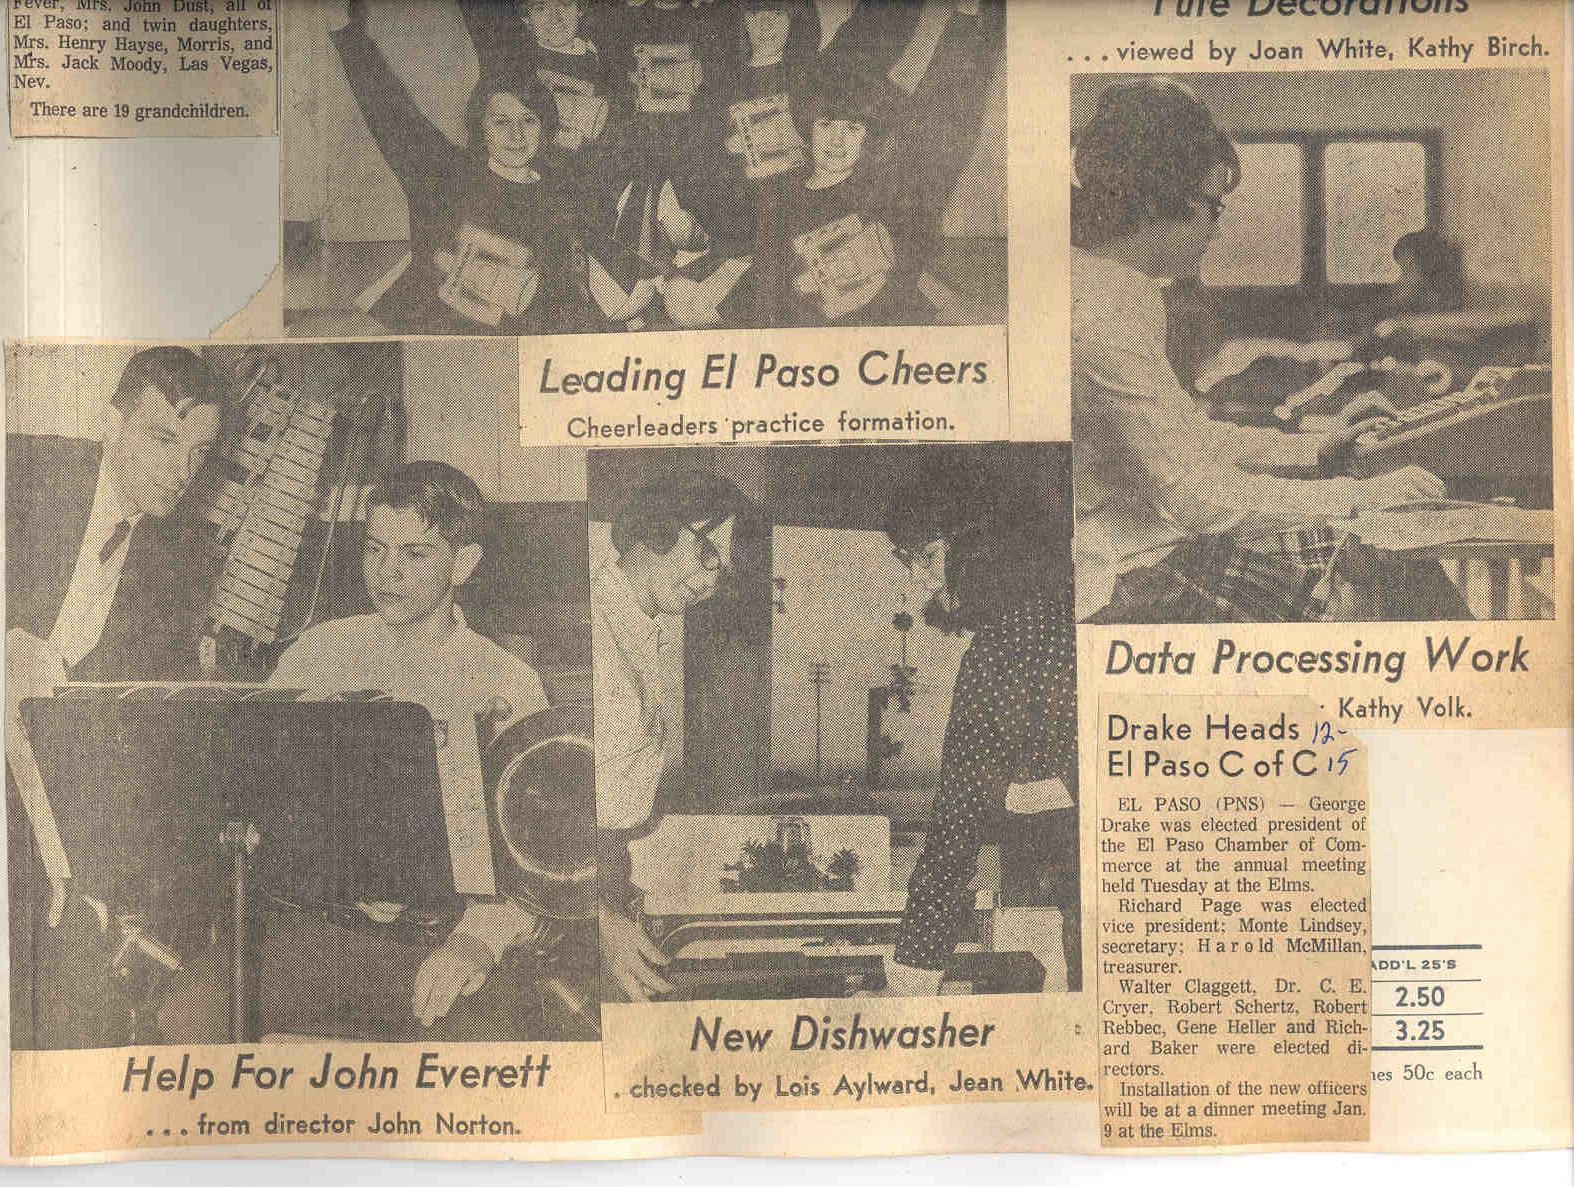 Fever, Mrs. John Dust, all of
El Paso; and twin daughters,
Mrs. Henry Hayse, Morris, and
Mrs. Jack Moody, Las Vegas,
Nev.
There are 19 grandchildren.
Decorations
...viewed by Joan White, Kathy Birch.
Leading El Paso Cheers
Cheerleaders practice formation.
Data Processing Work
Kathy Volk.
Drake Heads 12-
El Paso C of C 15
EL PASO (PNS) — George
Drake was elected president of
the El Paso Chamber of Com-
merce at the annual meeting
held Tuesday at the Elms.
Richard Page was elected
vice president; Monte Lindsey,
secretary; Harold McMillan,
treasurer.
Walter Claggett, Dr. C. E.
Cryer, Robert Schertz, Robert
Rebbec, Gene Heller and Rich-
ard Baker were elected di-
rectors.
Installation of the new officers
will be at a dinner meeting Jan.
9 at the Elms.
ADD'L 25'S
2.50
3.25
50c each
New Dishwasher
. checked by Lois Aylward, Jean White.
Help For John Everett
...from director John Norton.